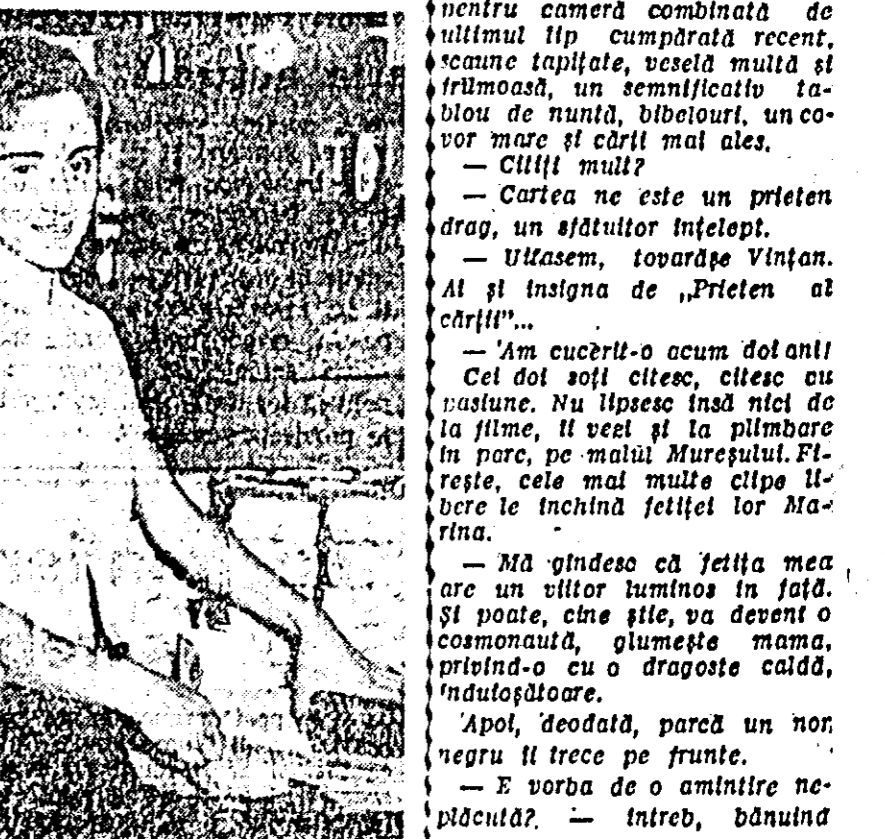 pentru cameră combinată de
ultimul tip cumpărată recent,
scaune tapițate, veselă multă și
frumoasă, un semnificativ ta-
blou de nuntă, bibelouri, un co-
vor mare și cărți mai ales.
— Citiți mult?
— Cartea ne este un prieten
drag, un sfătuitor înțelept.
— Uitasem, tovarășe Vințan.
Ai și insigna de „Prieten al
cărții”...
— Am cucerit-o acum doi ani!
Cei doi soți citesc, citesc cu
pasiune. Nu lipsesc însă nici de
la filme, îi vezi și la plimbare
în parc, pe malul Mureșului. Fi-
rește, cele mai multe clipe li-
bere le închină fetiței lor Ma-
rina.
— Mă gîndesc că fetița mea
are un viitor luminos în față.
Și poate, cine știe, va deveni o
cosmonaută, glumește mama,
privind-o cu o dragoste caldă,
înduioșătoare.
Apoi, deodată, parcă un nor
negru îi trece pe frunte.
— E vorba de o amintire ne-
plăcută? — întreb, bănuind